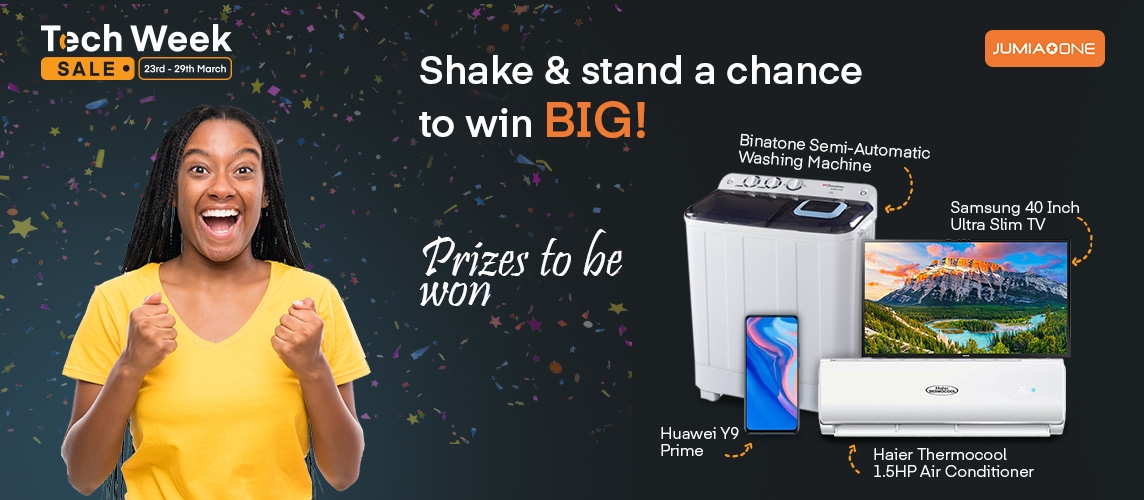 Tech Week
SALE
23rd - 29th March
JUMIA ONE
Shake & stand a chance
to win BIG!
Binatone Semi-Automatic
Washing Machine
Samsung 40 Inch
Ultra Slim TV
Prizes to be
won
Haier
THERMOCOOL
Huawei Y9
Prime
Haier Thermocool
1.5HP Air Conditioner